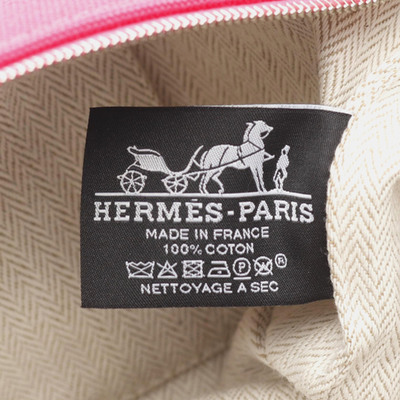 HERMÈS-PARIS
MADE IN FRANCE
100% COTON
P ®
NETTOYAGE A SEC